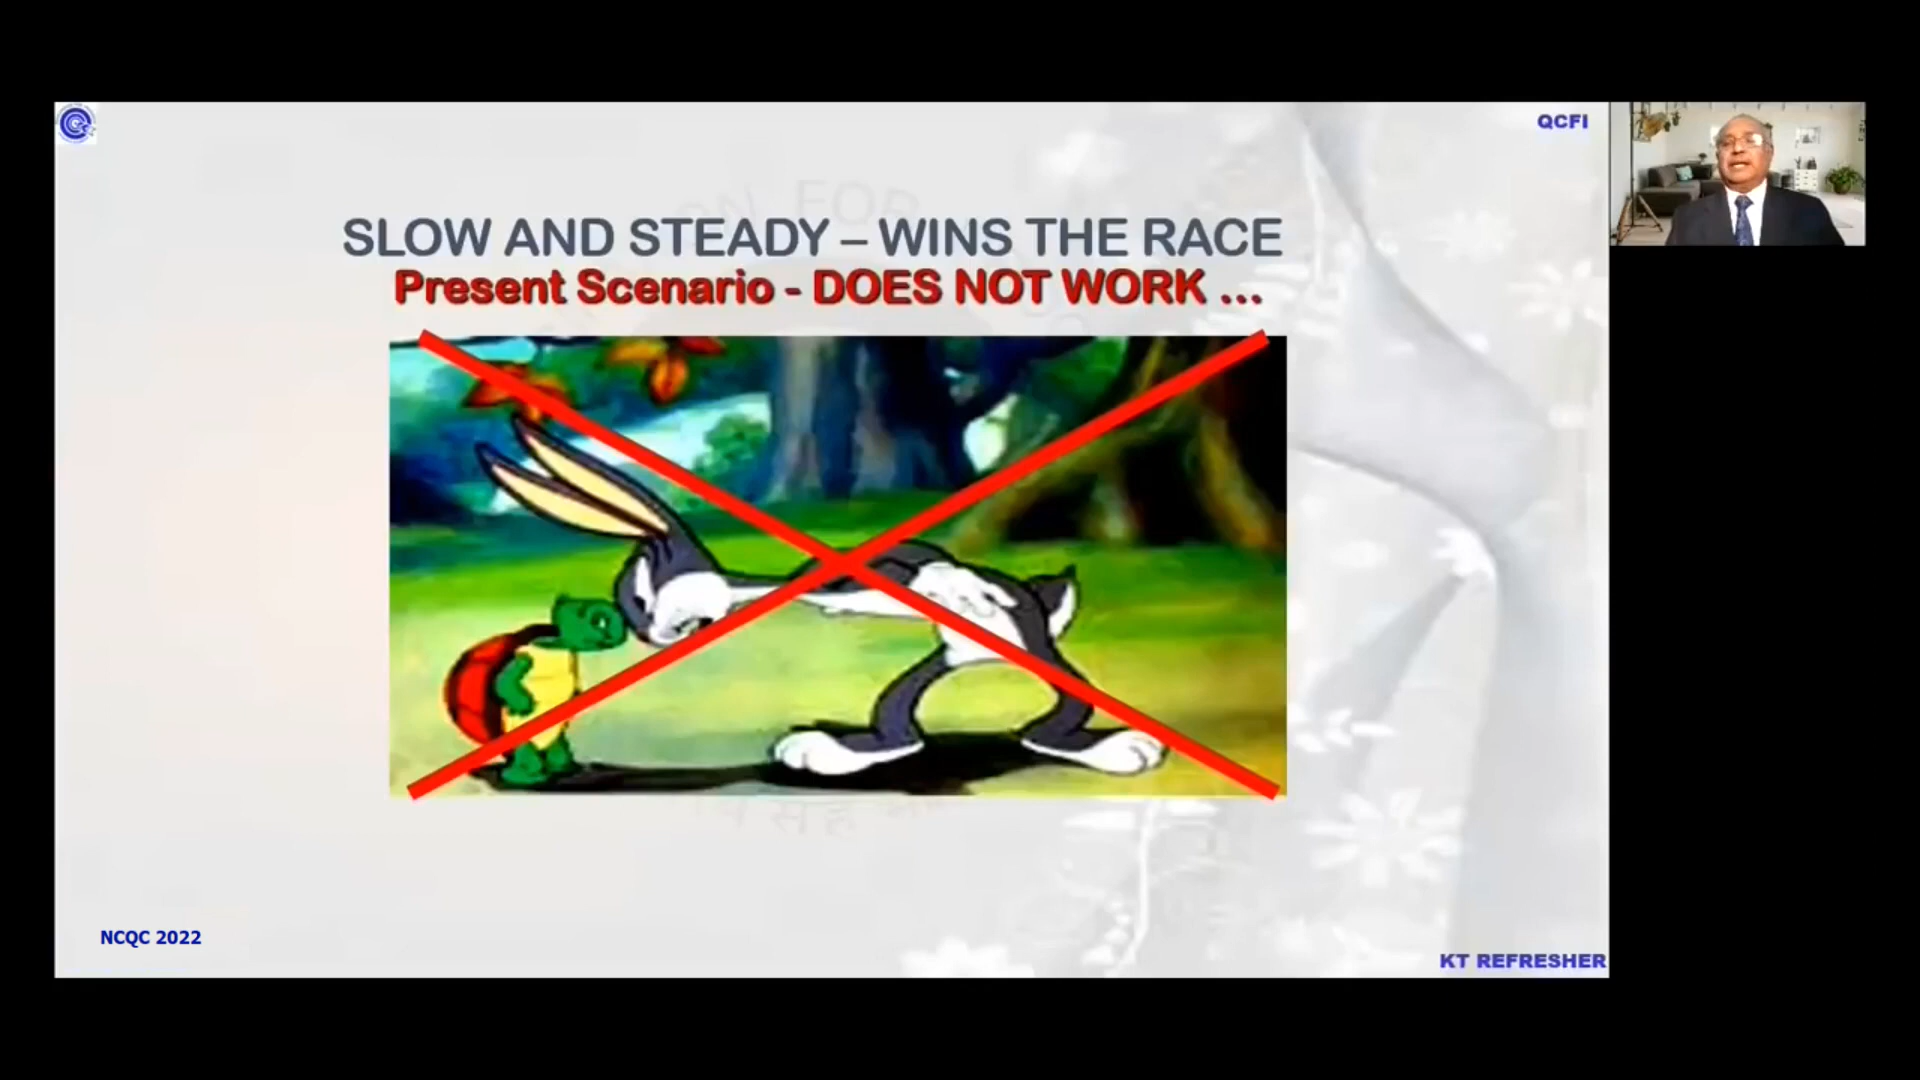 QCFI
SLOW AND STEADY – WINS THE RACE
Present Scenario - DOES NOT WORK ...
NCQC 2022
KT REFRESHER